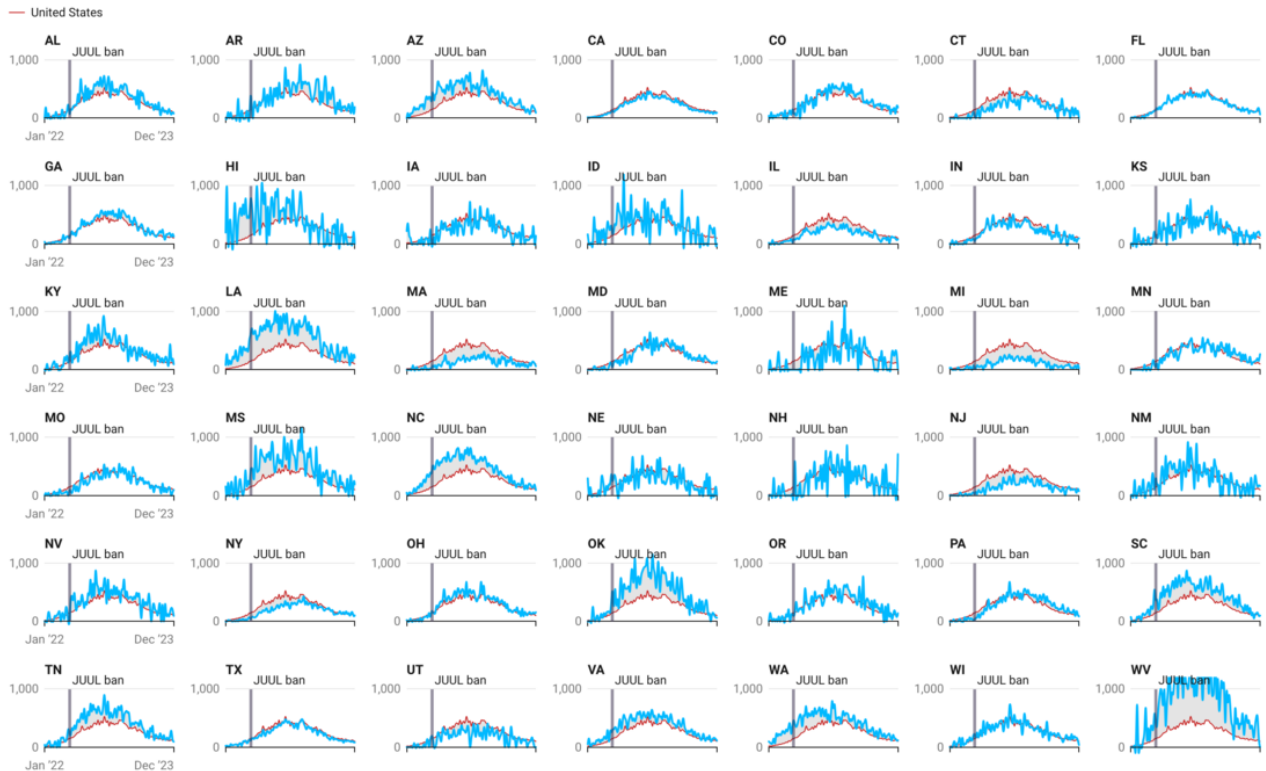 United States
AL AR AZ CA CO CT FL
JUUL ban JUUL ban JUUL ban JUUL ban JUUL ban JUUL ban JUUL ban
1,000 1,000 1,000 1,000 1,000 1,000 1,000
0 0 0 0 0 0 0
Jan '22 Dec '23
GA HI IA ID IL IN KS
JUUL ban JUUL ban JUUL ban JUUL ban JUUL ban JUUL ban JUUL ban
1,000 1,000 1,000 1,000 1,000 1,000 1,000
0 0 0 0 0 0 0
Jan '22 Dec '23
KY LA MA MD ME MI MN
JUUL ban JUUL ban JUUL ban JUUL ban JUUL ban JUUL ban JUUL ban
1,000 1,000 1,000 1,000 1,000 1,000 1,000
0 0 0 0 0 0 0
Jan '22 Dec '23
MO MS NC NE NH NJ NM
JUUL ban JUUL ban JUUL ban JUUL ban JUUL ban JUUL ban JUUL ban
1,000 1,000 1,000 1,000 1,000 1,000 1,000
0 0 0 0 0 0 0
Jan '22 Dec '23
NV NY OH OK OR PA SC
JUUL ban JUUL ban JUUL ban JUUL ban JUUL ban JUUL ban JUUL ban
1,000 1,000 1,000 1,000 1,000 1,000 1,000
0 0 0 0 0 0 0
Jan '22 Dec '23
TN TX UT VA WA WI WV
JUUL ban JUUL ban JUUL ban JUUL ban JUUL ban JUUL ban JUUL ban
1,000 1,000 1,000 1,000 1,000 1,000 1,000
0 0 0 0 0 0 0
Jan '22 Dec '23